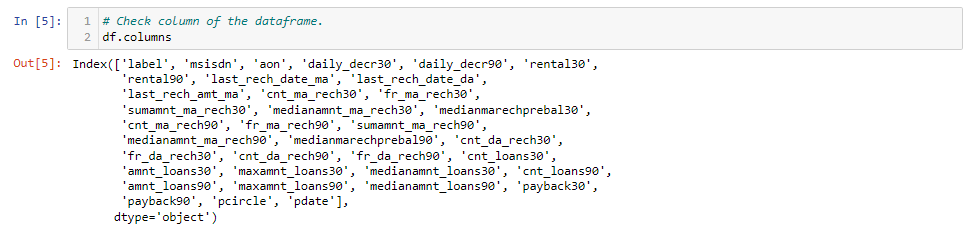 In [5]:
1 # Check column of the dataframe.
2 df.columns
Out[5]: Index(['label', 'msisdn', 'aon', 'daily_decr30', 'daily_decr90', 'rental30',
'rental90', 'last_rech_date_ma', 'last_rech_date_da',
'last_rech_amt_ma', 'cnt_ma_rech30', 'fr_ma_rech30',
'sumamnt_ma_rech30', 'medianamnt_ma_rech30', 'medianmarechprebal30',
'cnt_ma_rech90', 'fr_ma_rech90', 'sumamnt_ma_rech90',
'medianamnt_ma_rech90', 'medianmarechprebal90', 'cnt_da_rech30',
'fr_da_rech30', 'cnt_da_rech90', 'fr_da_rech90', 'cnt_loans30',
'amnt_loans30', 'maxamnt_loans30', 'medianamnt_loans30', 'cnt_loans90',
'amnt_loans90', 'maxamnt_loans90', 'medianamnt_loans90', 'payback30',
'payback90', 'pcircle', 'pdate'],
dtype='object')